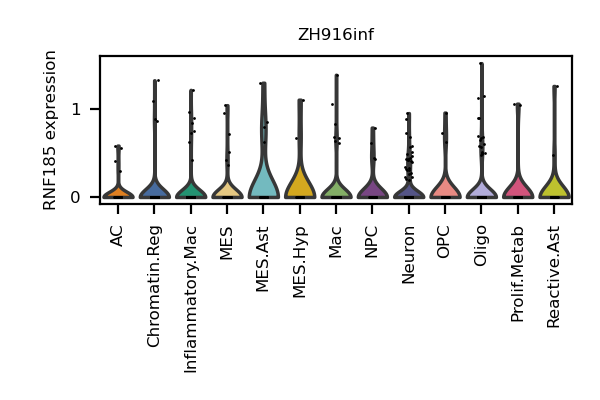 ZH916inf
RNF185 expression
1
0
AC
Chromatin.Reg
Inflammatory.Mac
MES
MES.Ast
MES.Hyp
Mac
NPC
Neuron
OPC
Oligo
Prolif.Metab
Reactive.Ast